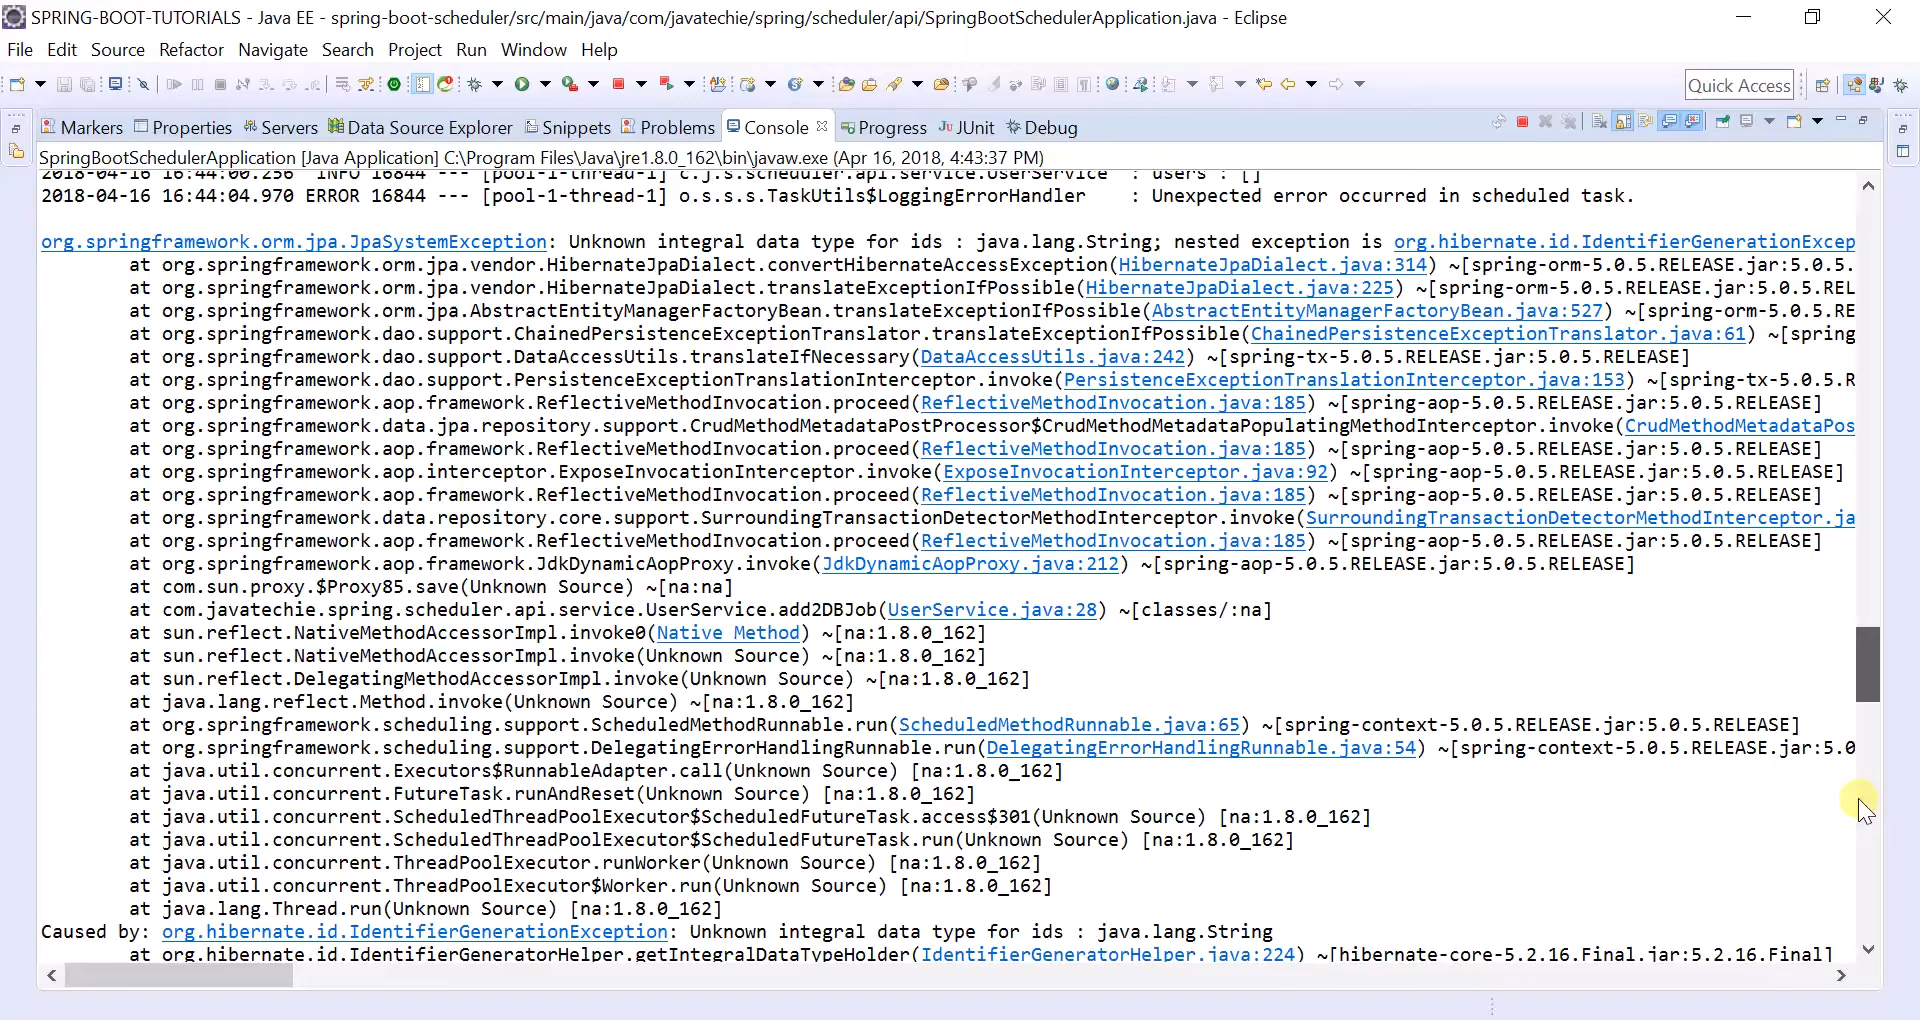 SPRING-BOOT-TUTORIALS - Java EE - spring-boot-scheduler/src/main/java/com/javatechie/spring/scheduler/api/SpringBootSchedulerApplication.java - Eclipse
File Edit Source Refactor Navigate Search Project Run Window Help
Quick Access
Markers Properties Servers Data Source Explorer Snippets Problems Console Progress JUnit Debug
SpringBootSchedulerApplication [Java Application] C:\Program Files\Java\jre1.8.0_162\bin\javaw.exe (Apr 16, 2018, 4:43:37 PM)
2018-04-16 16:44:00.256 INFO 16844 --- [pool-1-thread-1] c.j.s.scheduler.api.service.UserService : users : []
2018-04-16 16:44:04.970 ERROR 16844 --- [pool-1-thread-1] o.s.s.s.TaskUtils$LoggingErrorHandler : Unexpected error occurred in scheduled task.
org.springframework.orm.jpa.JpaSystemException: Unknown integral data type for ids : java.lang.String; nested exception is org.hibernate.id.IdentifierGenerationExcep
at org.springframework.orm.jpa.vendor.HibernateJpaDialect.convertHibernateAccessException(HibernateJpaDialect.java:314) ~[spring-orm-5.0.5.RELEASE.jar:5.0.5.
at org.springframework.orm.jpa.vendor.HibernateJpaDialect.translateExceptionIfPossible(HibernateJpaDialect.java:225) ~[spring-orm-5.0.5.RELEASE.jar:5.0.5.REL
at org.springframework.orm.jpa.AbstractEntityManagerFactoryBean.translateExceptionIfPossible(AbstractEntityManagerFactoryBean.java:527) ~[spring-orm-5.0.5.RE
at org.springframework.dao.support.ChainedPersistenceExceptionTranslator.translateExceptionIfPossible(ChainedPersistenceExceptionTranslator.java:61) ~[spring
at org.springframework.dao.support.DataAccessUtils.translateIfNecessary(DataAccessUtils.java:242) ~[spring-tx-5.0.5.RELEASE.jar:5.0.5.RELEASE]
at org.springframework.dao.support.PersistenceExceptionTranslationInterceptor.invoke(PersistenceExceptionTranslationInterceptor.java:153) ~[spring-tx-5.0.5.R
at org.springframework.aop.framework.ReflectiveMethodInvocation.proceed(ReflectiveMethodInvocation.java:185) ~[spring-aop-5.0.5.RELEASE.jar:5.0.5.RELEASE]
at org.springframework.data.jpa.repository.support.CrudMethodMetadataPostProcessor$CrudMethodMetadataPopulatingMethodInterceptor.invoke(CrudMethodMetadataPos
at org.springframework.aop.framework.ReflectiveMethodInvocation.proceed(ReflectiveMethodInvocation.java:185) ~[spring-aop-5.0.5.RELEASE.jar:5.0.5.RELEASE]
at org.springframework.aop.interceptor.ExposeInvocationInterceptor.invoke(ExposeInvocationInterceptor.java:92) ~[spring-aop-5.0.5.RELEASE.jar:5.0.5.RELEASE]
at org.springframework.aop.framework.ReflectiveMethodInvocation.proceed(ReflectiveMethodInvocation.java:185) ~[spring-aop-5.0.5.RELEASE.jar:5.0.5.RELEASE]
at org.springframework.data.repository.core.support.SurroundingTransactionDetectorMethodInterceptor.invoke(SurroundingTransactionDetectorMethodInterceptor.ja
at org.springframework.aop.framework.ReflectiveMethodInvocation.proceed(ReflectiveMethodInvocation.java:185) ~[spring-aop-5.0.5.RELEASE.jar:5.0.5.RELEASE]
at org.springframework.aop.framework.JdkDynamicAopProxy.invoke(JdkDynamicAopProxy.java:212) ~[spring-aop-5.0.5.RELEASE.jar:5.0.5.RELEASE]
at com.sun.proxy.$Proxy85.save(Unknown Source) ~[na:na]
at com.javatechie.spring.scheduler.api.service.UserService.add2DBJob(UserService.java:28) ~[classes/:na]
at sun.reflect.NativeMethodAccessorImpl.invoke0(Native Method) ~[na:1.8.0_162]
at sun.reflect.NativeMethodAccessorImpl.invoke(Unknown Source) ~[na:1.8.0_162]
at sun.reflect.DelegatingMethodAccessorImpl.invoke(Unknown Source) ~[na:1.8.0_162]
at java.lang.reflect.Method.invoke(Unknown Source) ~[na:1.8.0_162]
at org.springframework.scheduling.support.ScheduledMethodRunnable.run(ScheduledMethodRunnable.java:65) ~[spring-context-5.0.5.RELEASE.jar:5.0.5.RELEASE]
at org.springframework.scheduling.support.DelegatingErrorHandlingRunnable.run(DelegatingErrorHandlingRunnable.java:54) ~[spring-context-5.0.5.RELEASE.jar:5.0
at java.util.concurrent.Executors$RunnableAdapter.call(Unknown Source) [na:1.8.0_162]
at java.util.concurrent.FutureTask.runAndReset(Unknown Source) [na:1.8.0_162]
at java.util.concurrent.ScheduledThreadPoolExecutor$ScheduledFutureTask.access$301(Unknown Source) [na:1.8.0_162]
at java.util.concurrent.ScheduledThreadPoolExecutor$ScheduledFutureTask.run(Unknown Source) [na:1.8.0_162]
at java.util.concurrent.ThreadPoolExecutor.runWorker(Unknown Source) [na:1.8.0_162]
at java.util.concurrent.ThreadPoolExecutor$Worker.run(Unknown Source) [na:1.8.0_162]
at java.lang.Thread.run(Unknown Source) [na:1.8.0_162]
Caused by: org.hibernate.id.IdentifierGenerationException: Unknown integral data type for ids : java.lang.String
at org.hibernate.id.IdentifierGeneratorHelper.getIntegralDataTypeHolder(IdentifierGeneratorHelper.java:224) ~[hibernate-core-5.2.16.Final.jar:5.2.16.Final]